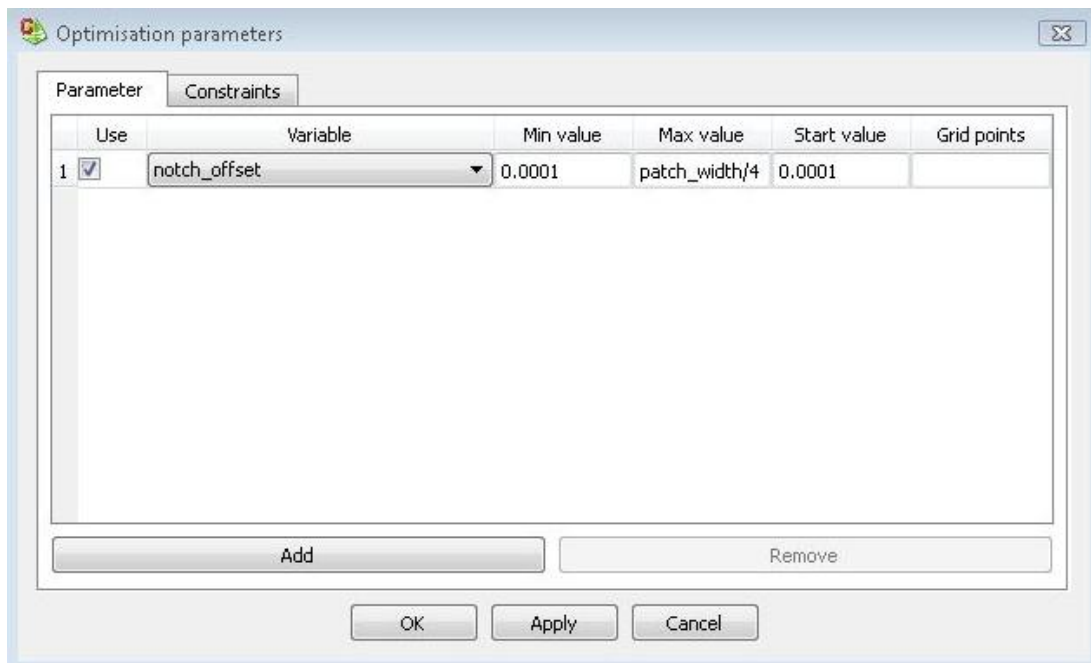 Optimisation parameters
Parameter Constraints
Use Variable Min value Max value Start value Grid points
1 notch_offset 0.0001 patch_width/4 0.0001
Add Remove
OK Apply Cancel